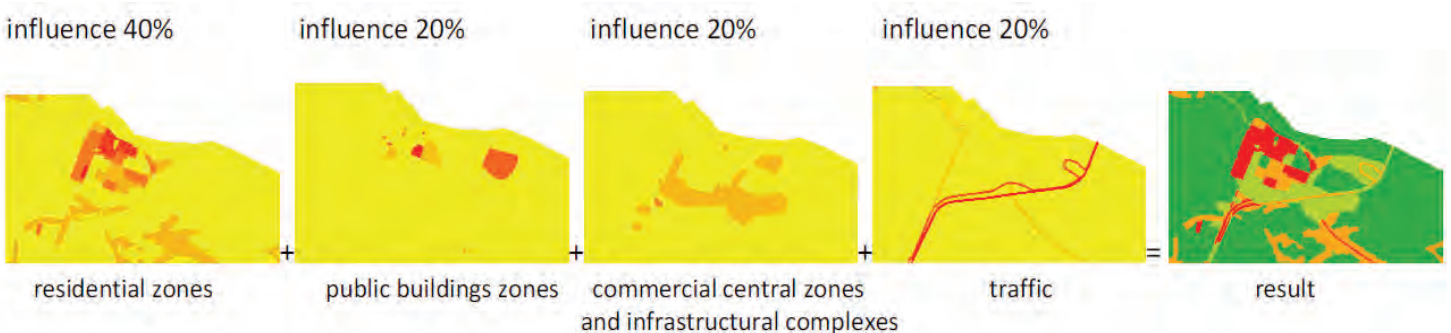 influence 40%
influence 20%
influence 20%
influence 20%
+
+
+
=
residential zones
public buildings zones
commercial central zones
and infrastructural complexes
traffic
result